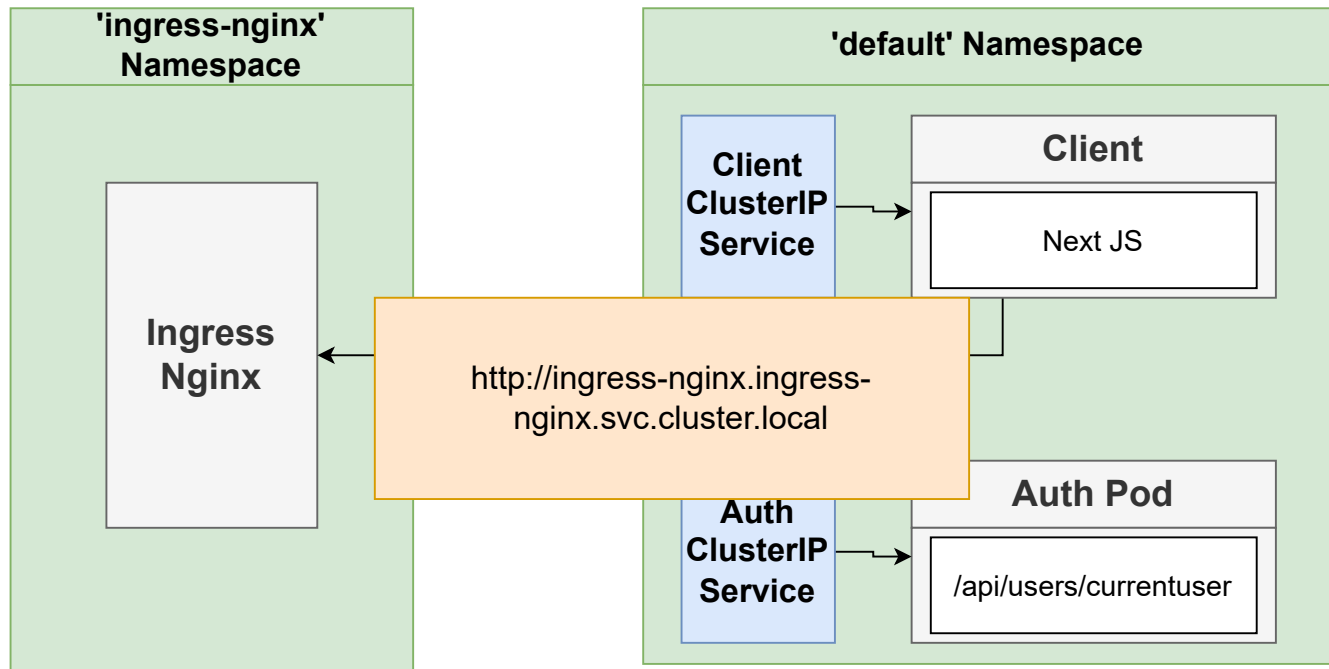 'ingress-nginx'
Namespace
'default' Namespace
Client
ClusterIP
Service
Client
Next JS
Ingress
Nginx
http://ingress-nginx.ingress-
nginx.svc.cluster.local
Auth
ClusterIP
Service
Auth Pod
/api/users/currentuser